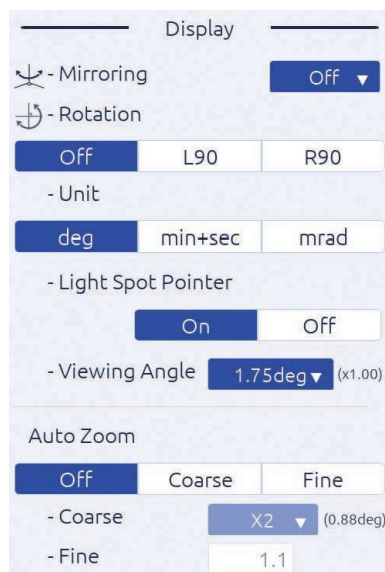 Display
- Mirroring Off ▼
- Rotation
Off L90 R90
- Unit
deg min+sec mrad
- Light Spot Pointer
On Off
- Viewing Angle 1.75deg▼ (x1.00)
Auto Zoom
Off Coarse Fine
- Coarse X2 ▼ (0.88deg)
- Fine 1.1